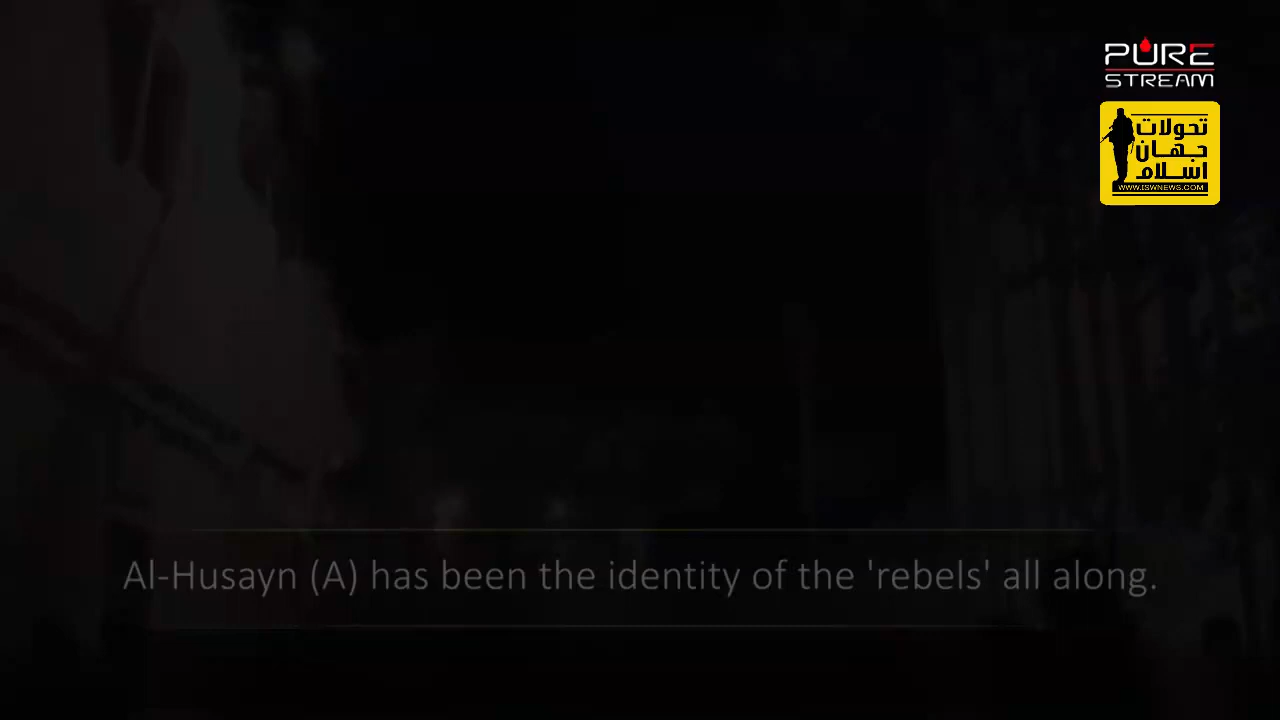 PURE
STREAM
تحولات
جهان
اسلام
WWW.ISWNEWS.COM
Al-Husayn (A) has been the identity of the 'rebels' all along.